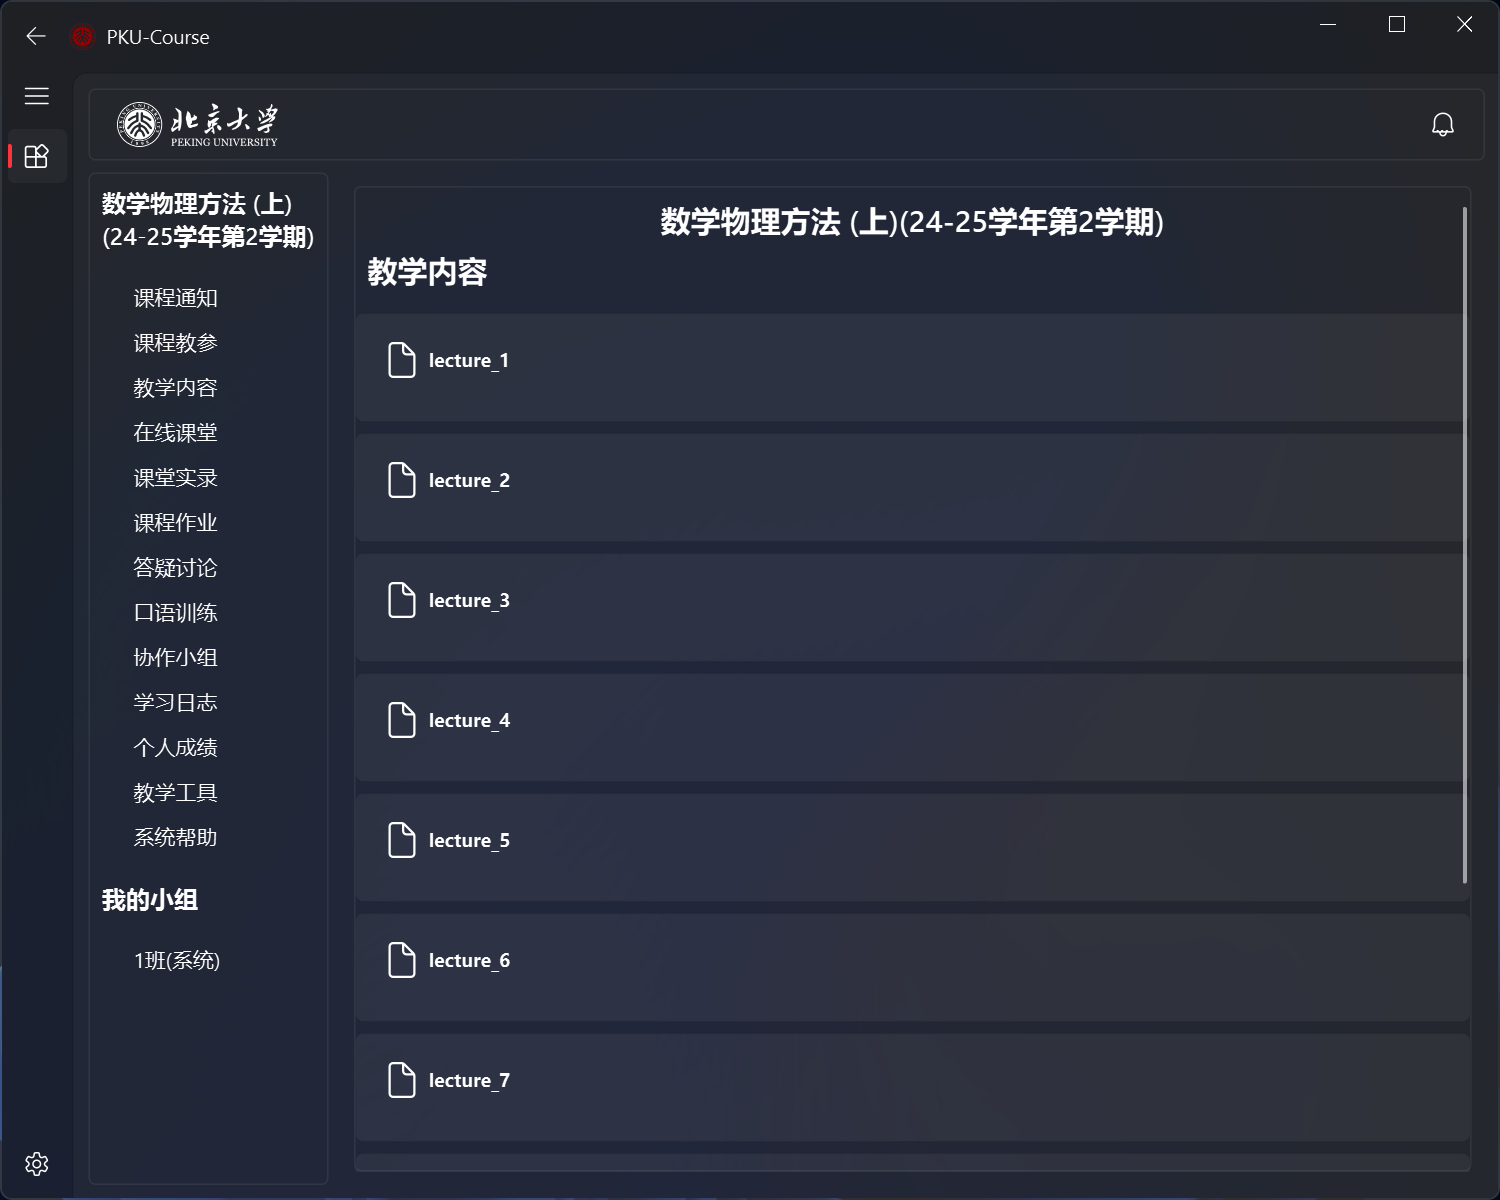 PKU-Course
北京大学
PEKING UNIVERSITY
数学物理方法 (上)
(24-25学年第2学期)
课程通知
课程教参
教学内容
在线课堂
课堂实录
课程作业
答疑讨论
口语训练
协作小组
学习日志
个人成绩
教学工具
系统帮助
我的小组
1班(系统)
数学物理方法 (上)(24-25学年第2学期)
教学内容
lecture_1
lecture_2
lecture_3
lecture_4
lecture_5
lecture_6
lecture_7